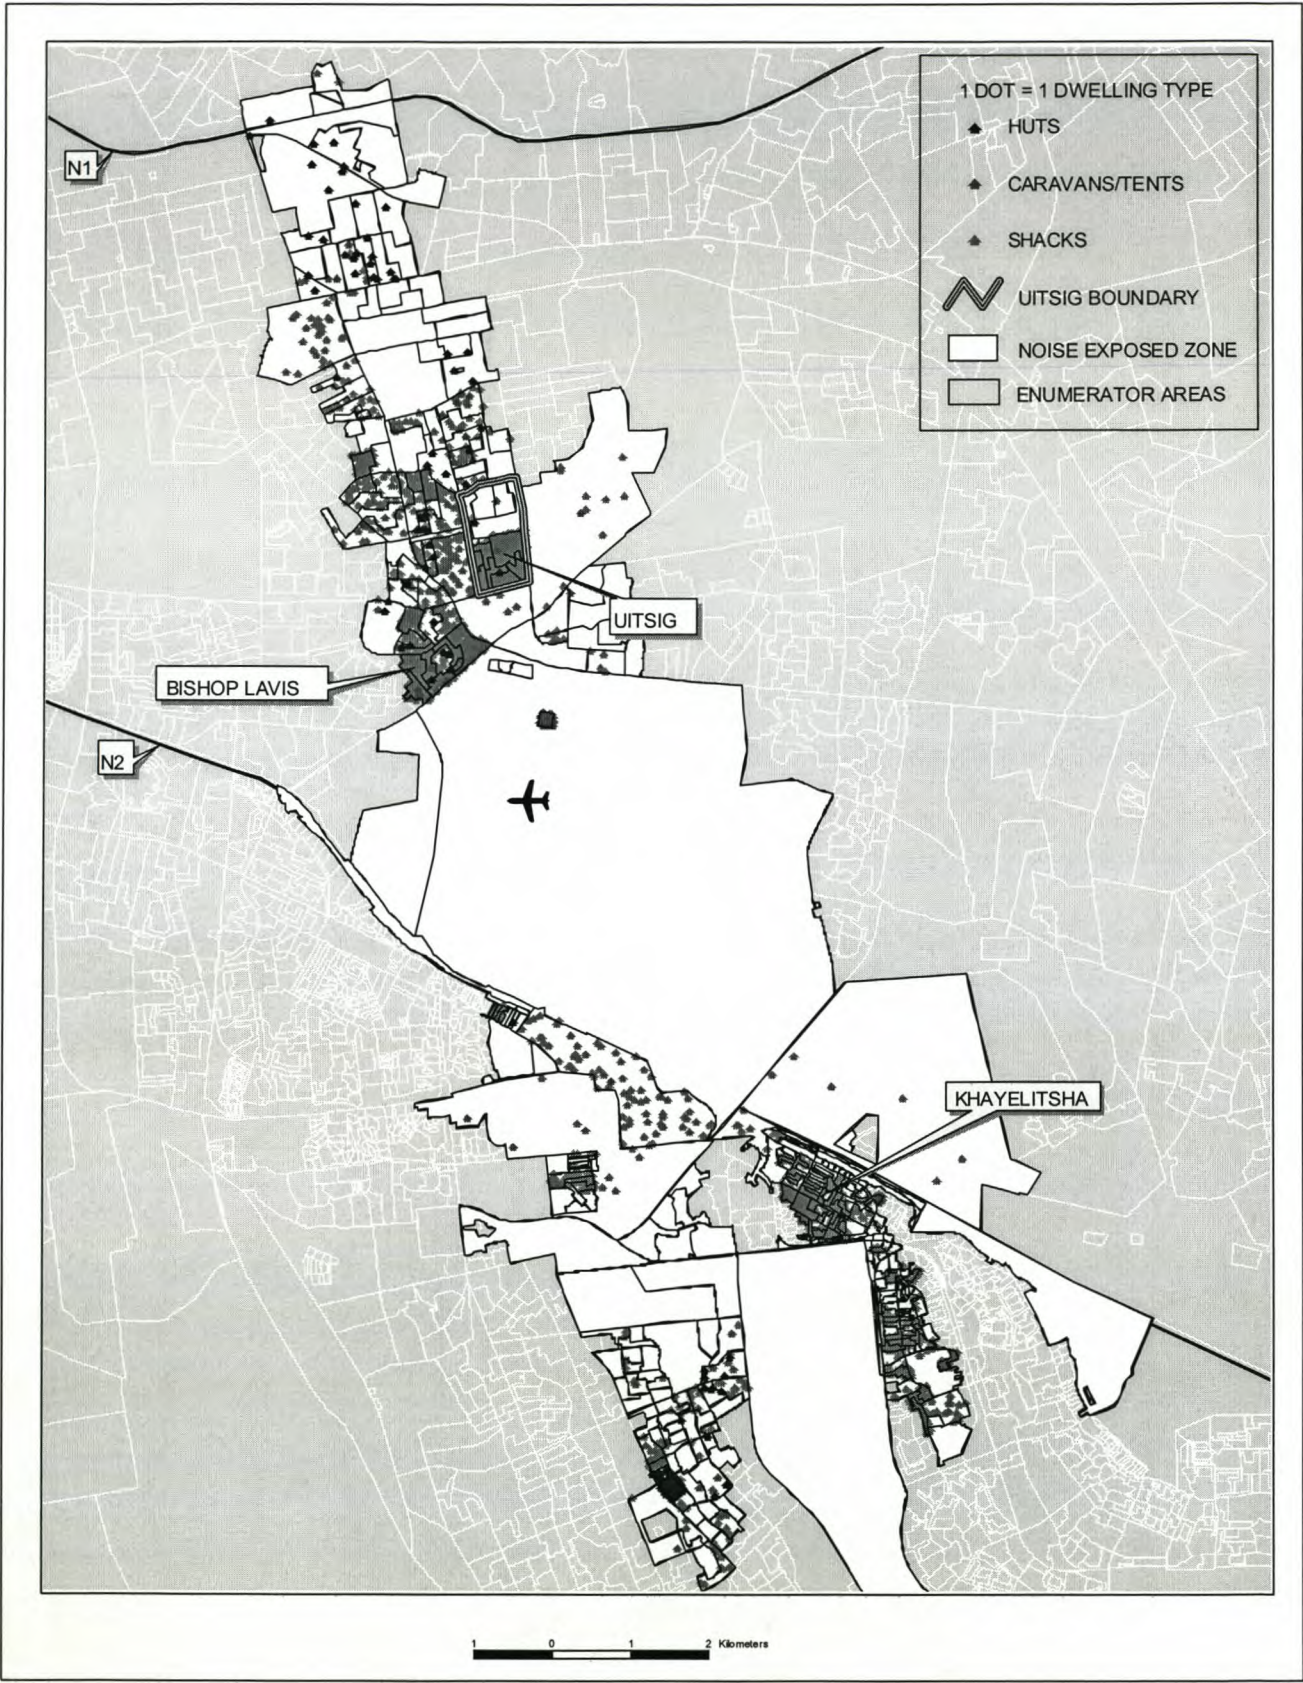 1 DOT = 1 DWELLING TYPE
HUTS
CARAVANS/TENTS
SHACKS
UITSIG BOUNDARY
NOISE EXPOSED ZONE
ENUMERATOR AREAS
N1
UITSIG
BISHOP LAVIS
N2
KHAYELITSHA
1 0 1 2 Kilometers